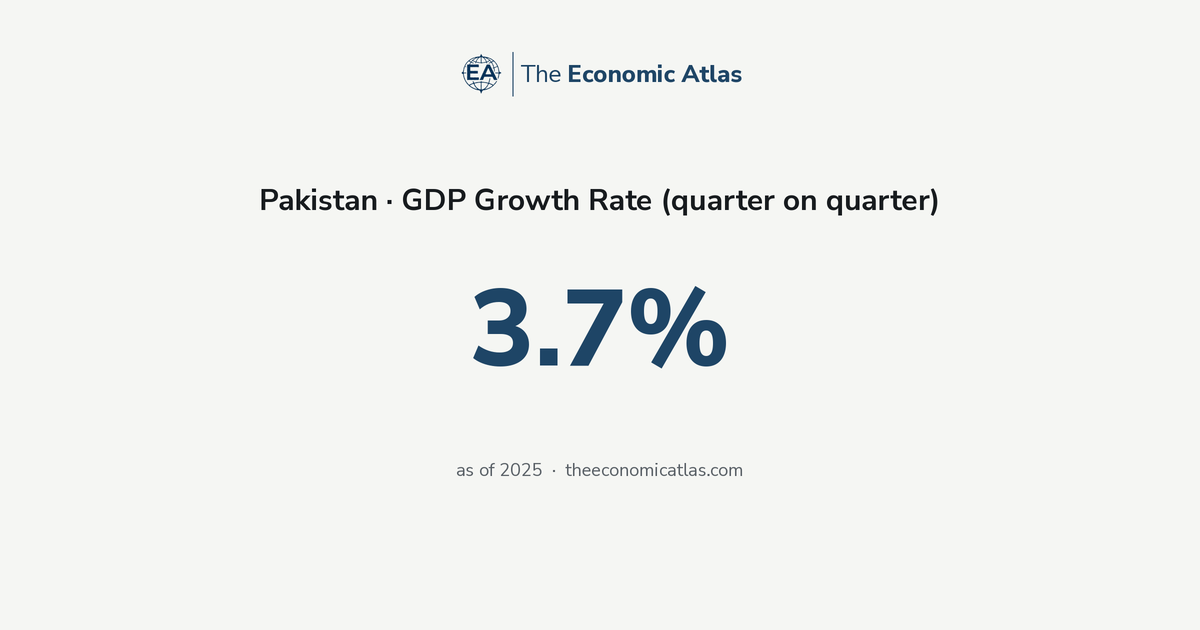 EA The Economic Atlas
Pakistan · GDP Growth Rate (quarter on quarter)
3.7%
as of 2025 · theeconomicatlas.com